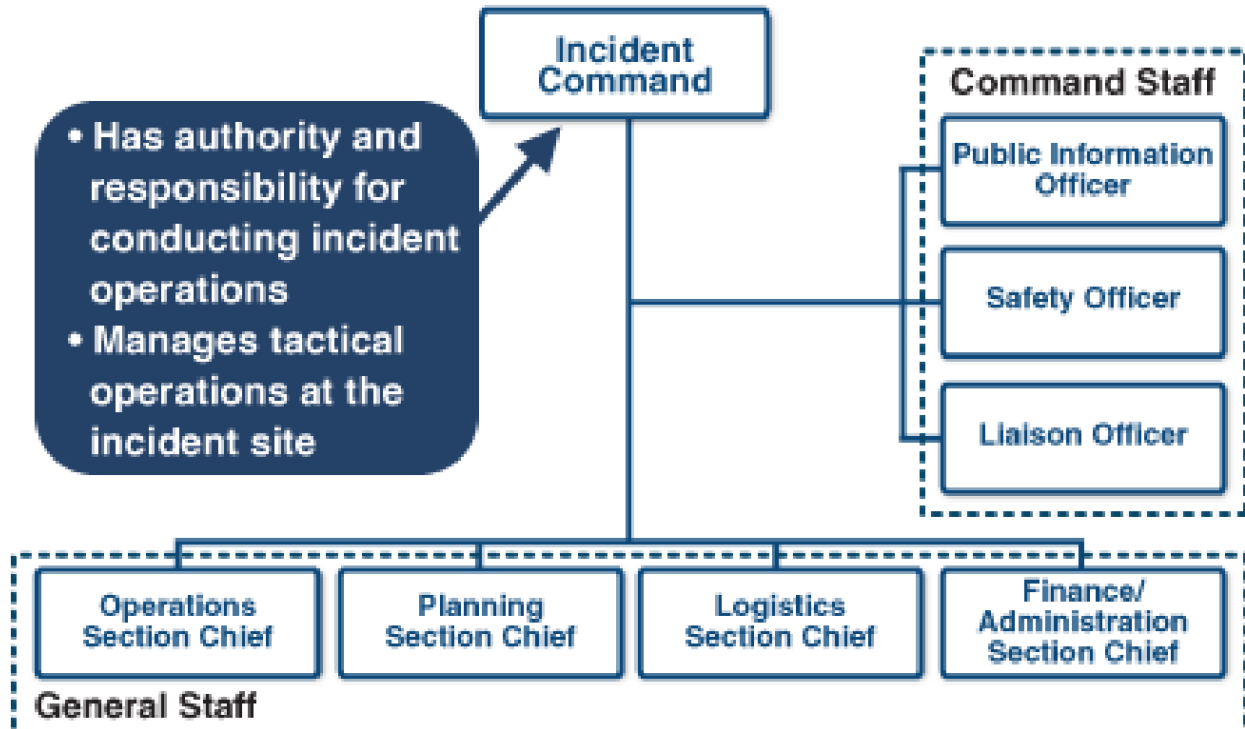 Incident
Command
Command Staff
• Has authority and
responsibility for
conducting incident
operations
• Manages tactical
operations at the
incident site
Public Information
Officer
Safety Officer
Liaison Officer
Operations
Section Chief
Planning
Section Chief
Logistics
Section Chief
Finance/
Administration
Section Chief
General Staff